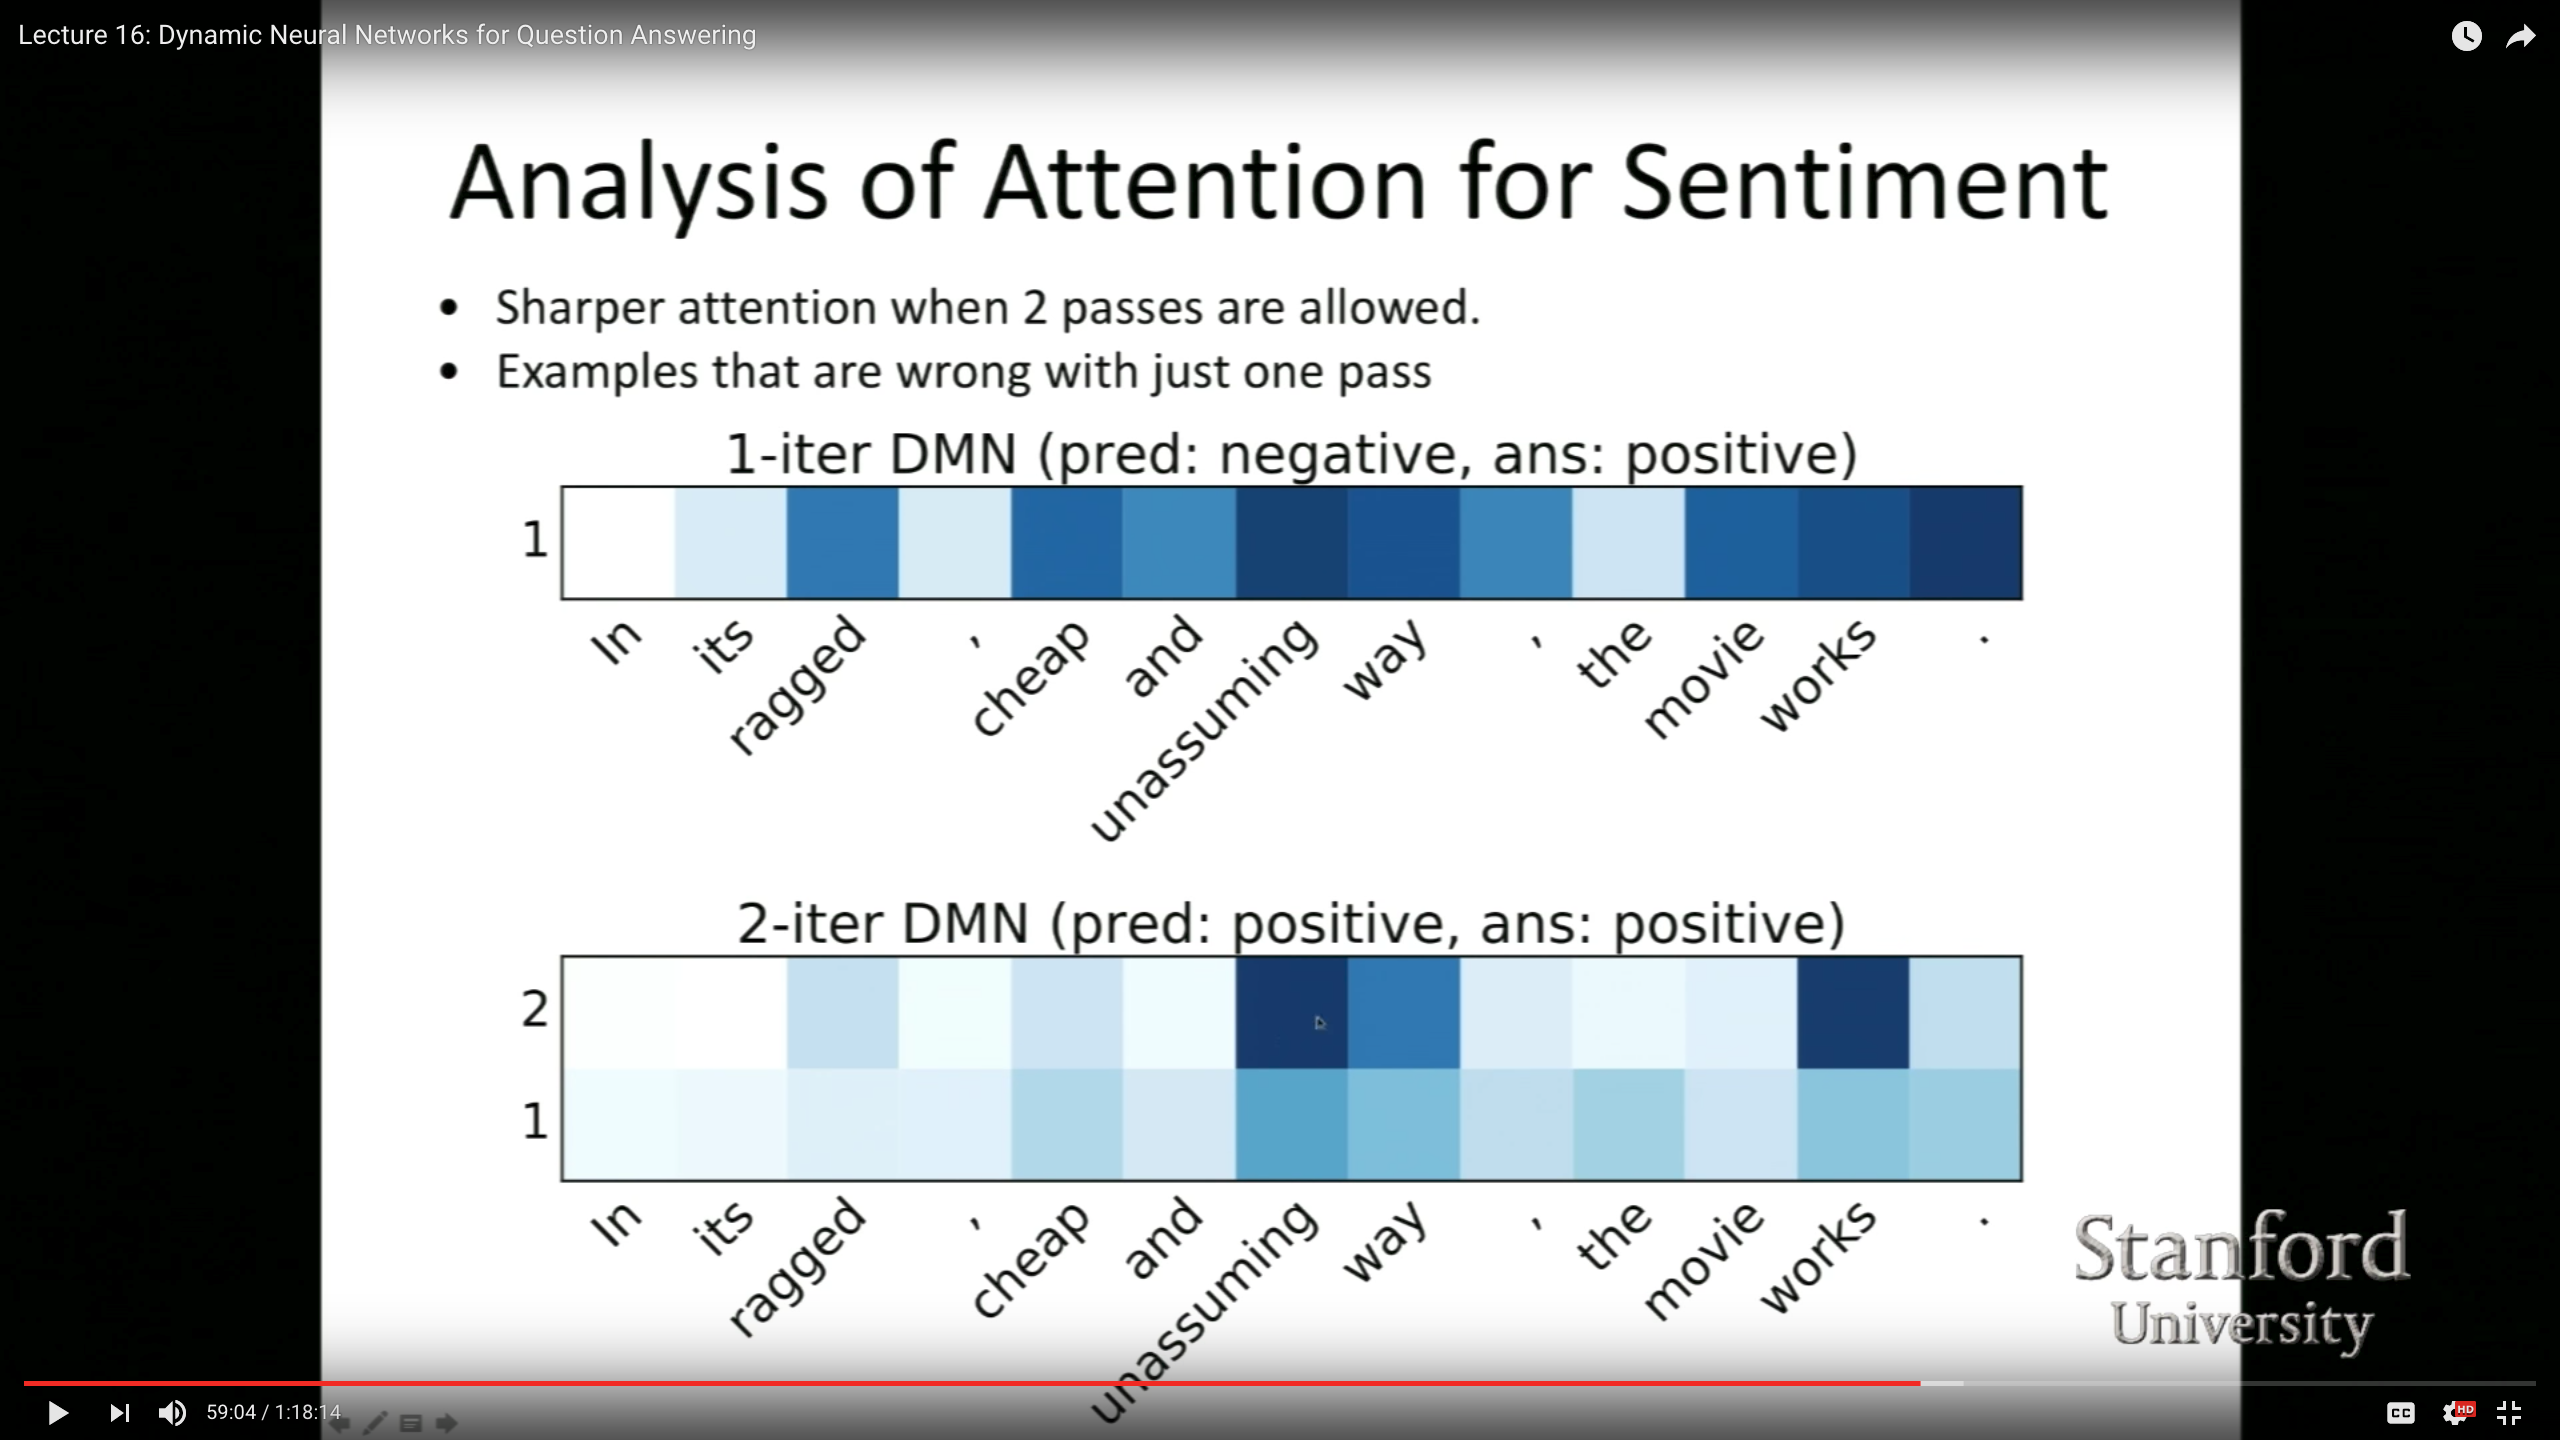 Lecture 16: Dynamic Neural Networks for Question Answering
Analysis of Attention for Sentiment
• Sharper attention when 2 passes are allowed.
• Examples that are wrong with just one pass
1-iter DMN (pred: negative, ans: positive)
1
In its ragged , cheap and unassuming way , the movie works .
2-iter DMN (pred: positive, ans: positive)
2
1
In its ragged , cheap and unassuming way , the movie works .
Stanford
University
59:04 / 1:18:14
CC
HD